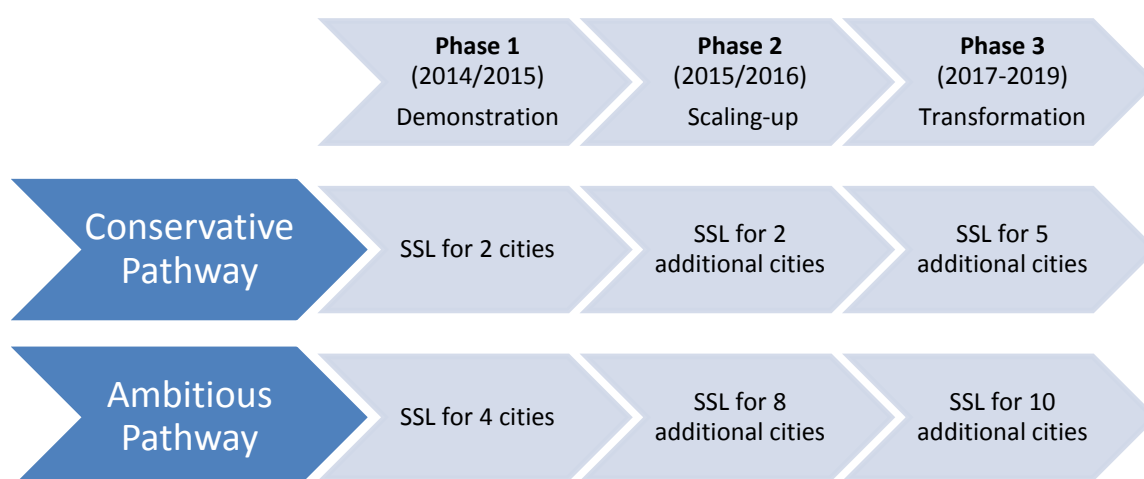 Phase 1
(2014/2015)
Demonstration
Phase 2
(2015/2016)
Scaling-up
Phase 3
(2017-2019)
Transformation
Conservative
Pathway
SSL for 2 cities
SSL for 2
additional cities
SSL for 5
additional cities
Ambitious
Pathway
SSL for 4 cities
SSL for 8
additional cities
SSL for 10
additional cities